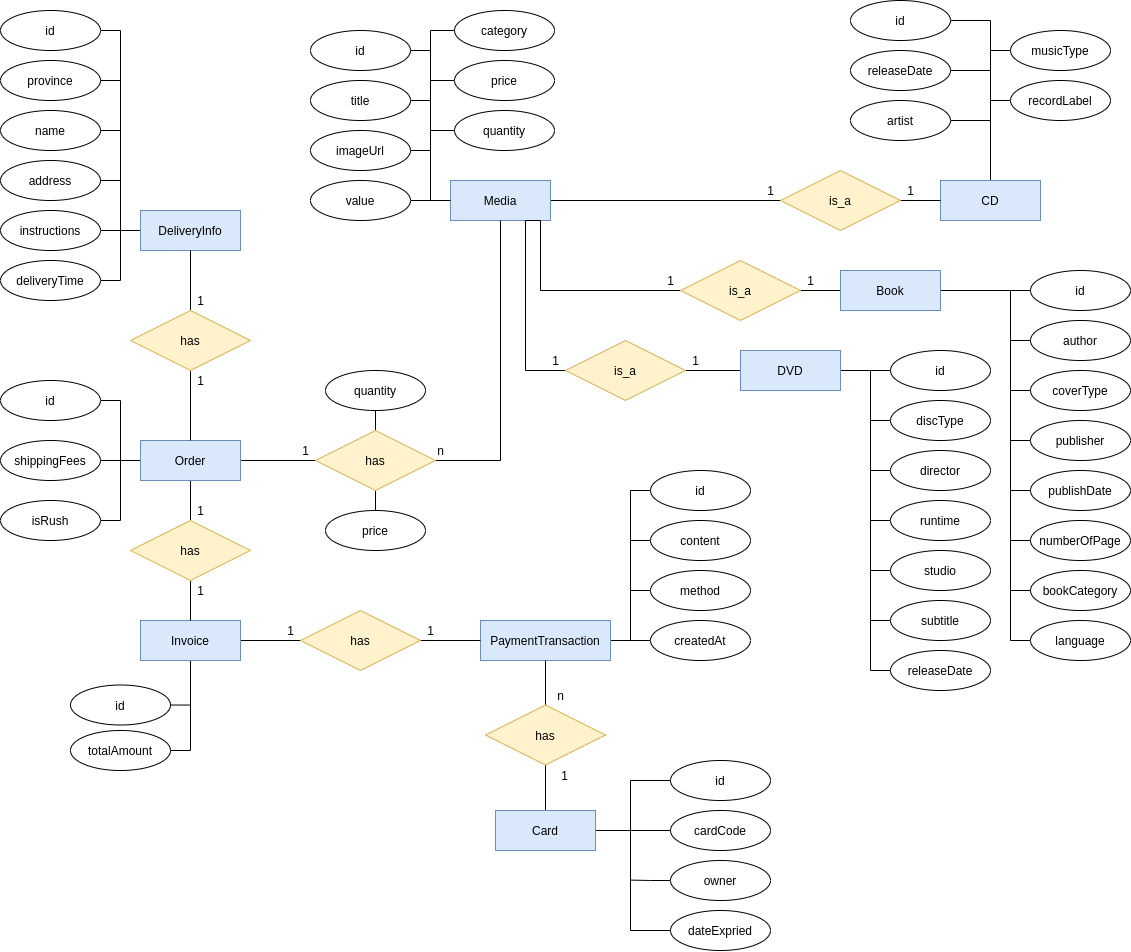 id
province
name
address
instructions
deliveryTime
DeliveryInfo
1
has
1
id
title
imageUrl
value
category
price
quantity
Media
1
is_a
1
CD
id
releaseDate
artist
musicType
recordLabel
1
is_a
1
Book
id
author
coverType
publisher
publishDate
numberOfPage
bookCategory
language
1
is_a
1
DVD
id
discType
director
runtime
studio
subtitle
releaseDate
id
shippingFees
isRush
Order
1
has
n
quantity
price
1
has
1
Invoice
id
totalAmount
1
has
1
PaymentTransaction
id
content
method
createdAt
n
has
1
Card
id
cardCode
owner
dateExpried